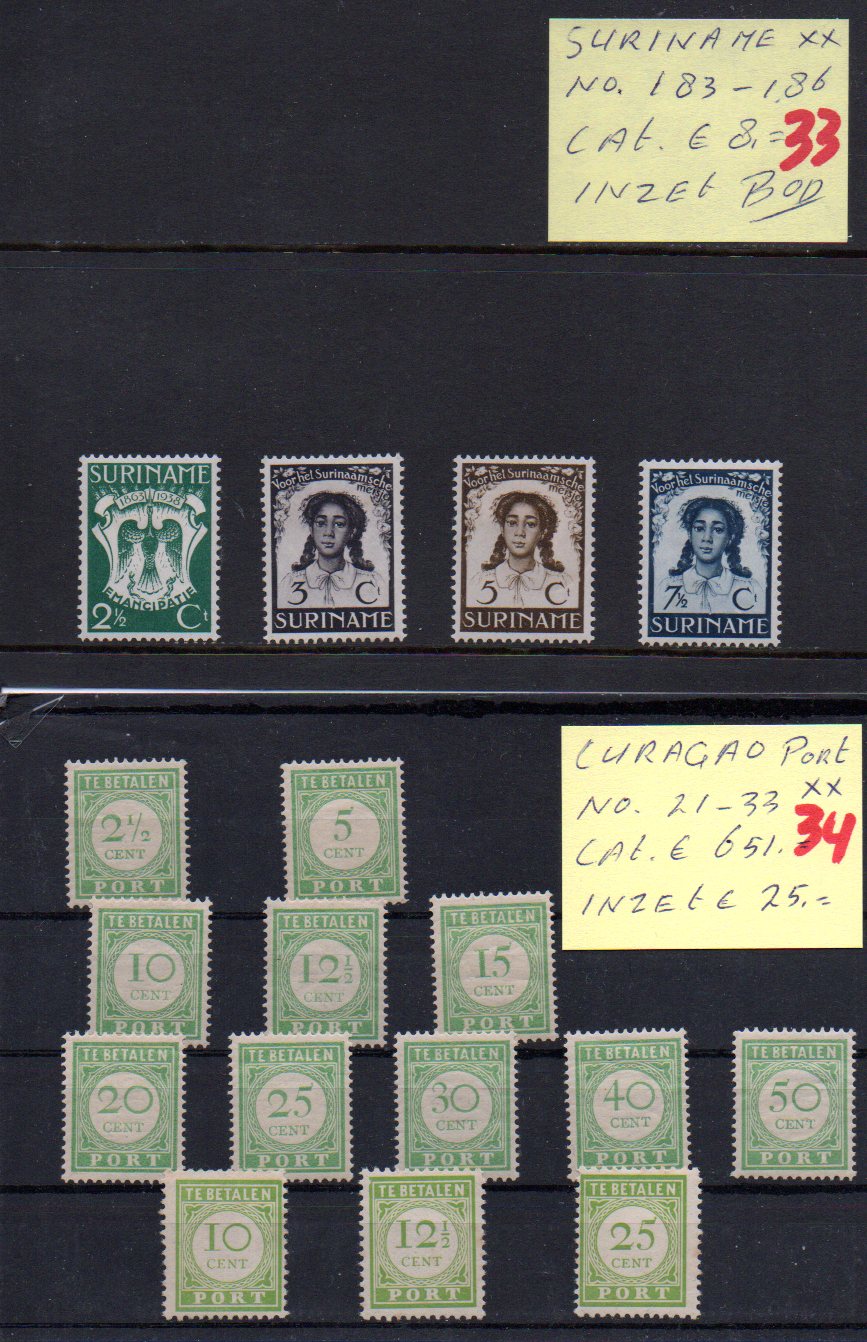 SURINAME xx
NO. 183-186
CAt. € 8,= 33
INZEt BOD
SURINAME
1863 1938
EMANCIPATIE
2½ Ct
Voor het Surinaamsche
meisje
3 Ct
SURINAME
Voor het Surinaamsche
meisje
5 Ct
SURINAME
Voor het Surinaamsche
meisje
7½ Ct
SURINAME
CURAGAO PORt
xx
NO. 21-33
CAt. € 651.= 34
INZEt € 25.=
TE BETALEN
2½
CENT
PORT
TE BETALEN
5
CENT
PORT
TE BETALEN
10
CENT
PORT
TE BETALEN
12½
CENT
PORT
TE BETALEN
15
CENT
PORT
TE BETALEN
20
CENT
PORT
TE BETALEN
25
CENT
PORT
TE BETALEN
30
CENT
PORT
TE BETALEN
40
CENT
PORT
TE BETALEN
50
CENT
PORT
TE BETALEN
10
CENT
PORT
TE BETALEN
12½
CENT
PORT
TE BETALEN
25
CENT
PORT